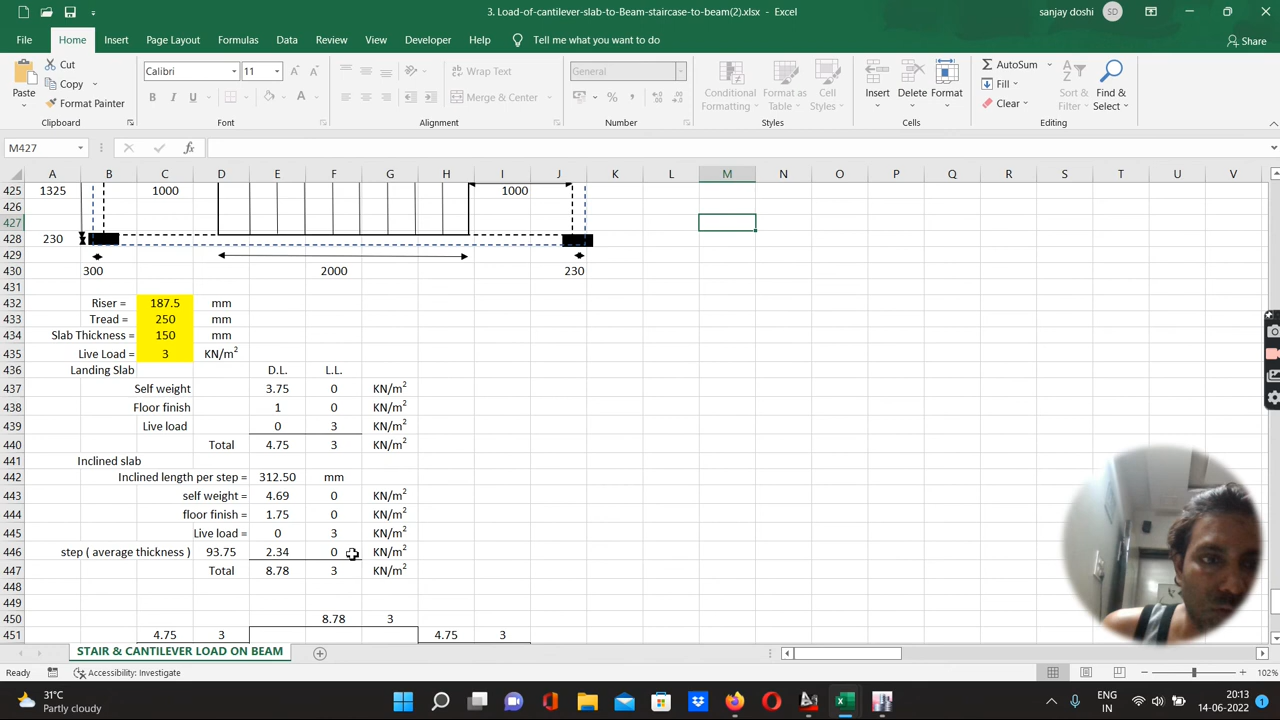 3. Load-of-cantilever-slab-to-Beam-staircase-to-beam(2).xlsx - Excel
sanjay doshi SD
File Home Insert Page Layout Formulas Data Review View Developer Help Tell me what you want to do Share
Paste Cut Copy Format Painter Clipboard
Calibri 11 B I U A Font
Wrap Text Merge & Center Alignment
General % , Number
Conditional Formatting Format as Table Cell Styles Styles
Insert Delete Format Cells
AutoSum Fill Clear Sort & Filter Find & Select Editing
M427 fx
A B C D E F G H I J K L M N O P Q R S T U V
425 1325 1000 1000
426
427
428 230
429
430 300 2000 230
431
432 Riser = 187.5 mm
433 Tread = 250 mm
434 Slab Thickness = 150 mm
435 Live Load = 3 KN/m2
436 Landing Slab D.L. L.L.
437 Self weight 3.75 0 KN/m2
438 Floor finish 1 0 KN/m2
439 Live load 0 3 KN/m2
440 Total 4.75 3 KN/m2
441 Inclined slab
442 Inclined length per step = 312.50 mm
443 self weight = 4.69 0 KN/m2
444 floor finish = 1.75 0 KN/m2
445 Live load = 0 3 KN/m2
446 step ( average thickness ) 93.75 2.34 0 KN/m2
447 Total 8.78 3 KN/m2
448
449
450 8.78 3
451 4.75 3 4.75 3
STAIR & CANTILEVER LOAD ON BEAM
Ready Accessibility: Investigate 102%
31°C
Partly cloudy
ENG
IN
20:13
14-06-2022